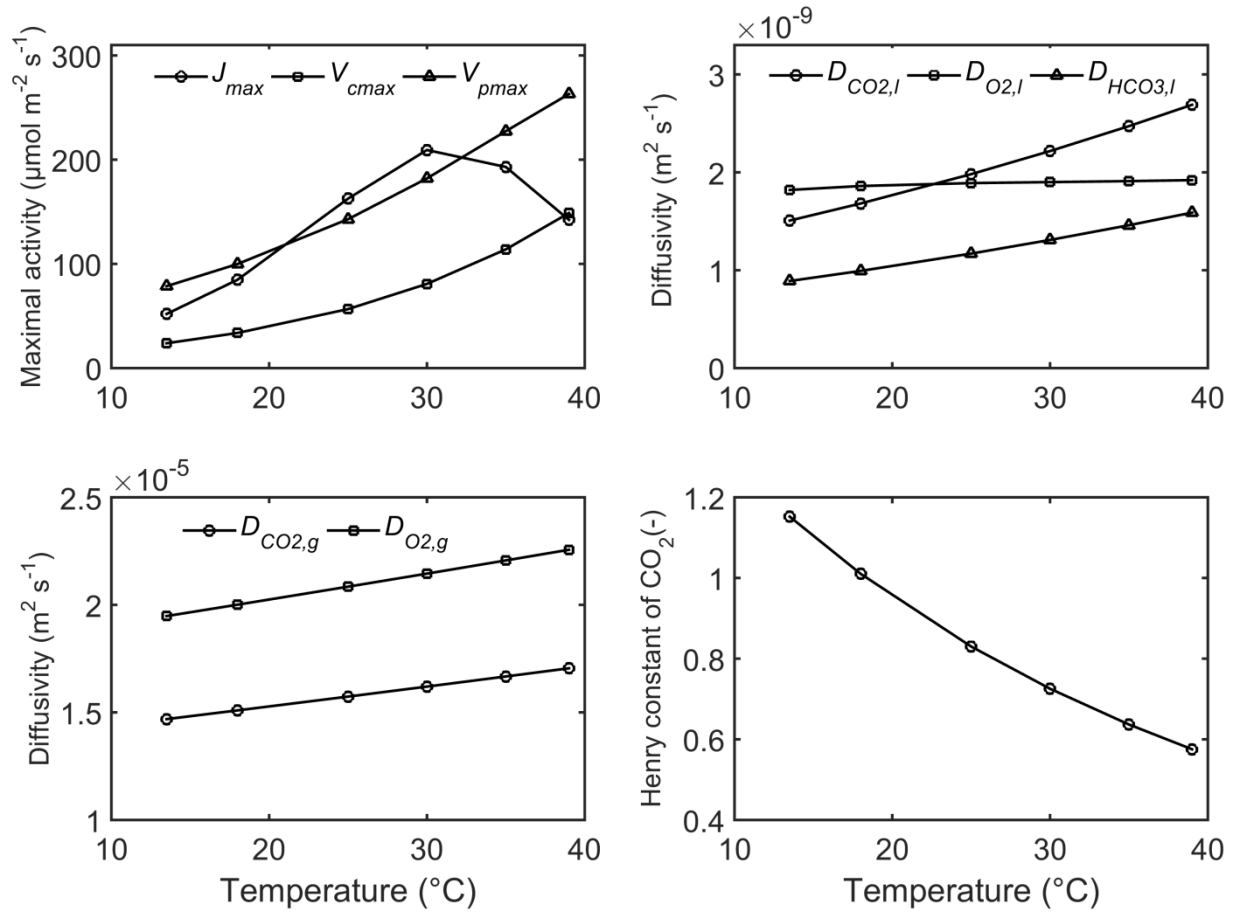 300
200
100
0
10 20 30 40
Maximal activity (μmol m⁻² s⁻¹)
J_max V_cmax V_pmax
×10⁻⁹
3
2
1
0
10 20 30 40
Diffusivity (m² s⁻¹)
D_CO2,l D_O2,l D_HCO3,l
×10⁻⁵
2.5
2
1.5
1
10 20 30 40
Diffusivity (m² s⁻¹)
D_CO2,g D_O2,g
Temperature (°C)
1.2
1
0.8
0.6
0.4
10 20 30 40
Henry constant of CO₂(-)
Temperature (°C)